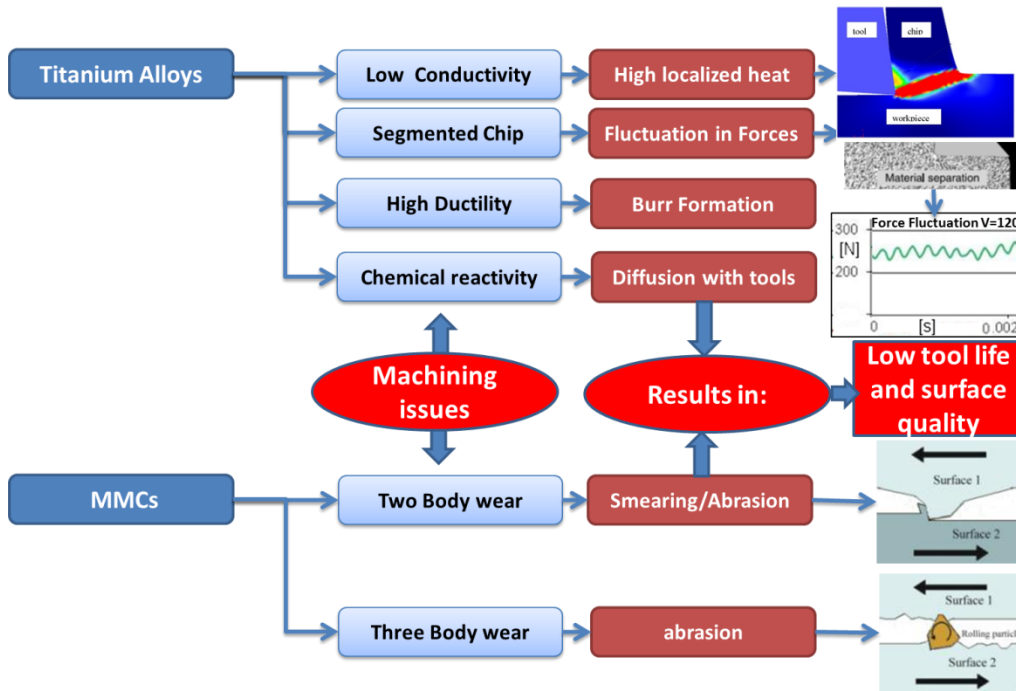 Titanium Alloys
Low Conductivity
High localized heat
tool
chip
workpiece
Segmented Chip
Fluctuation in Forces
Material separation
High Ductility
Burr Formation
Force Fluctuation V=120
300
[N]
200
0
[s]
0.002
Chemical reactivity
Diffusion with tools
Machining
issues
Results in:
Low tool life
and surface
quality
MMCs
Two Body wear
Smearing/Abrasion
Surface 1
Surface 2
Three Body wear
abrasion
Surface 1
Rolling particl
Surface 2